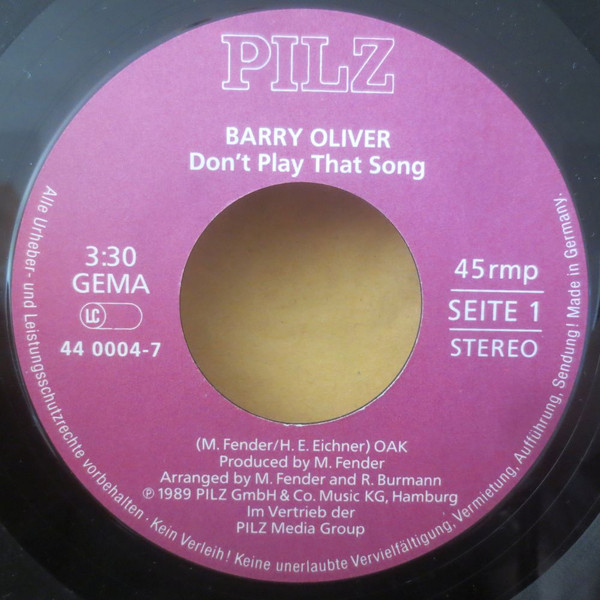 PILZ
BARRY OLIVER
Don't Play That Song
3:30
GEMA
LC
44 0004-7
45rmp
SEITE 1
STEREO
(M. Fender/H. E. Eichner) OAK
Produced by M. Fender
Arranged by M. Fender and R. Burmann
℗ 1989 PILZ GmbH & Co. Music KG, Hamburg
Im Vertrieb der
PILZ Media Group
Alle Urheber- und Leistungsschutzrechte vorbehalten · Kein Verleih! Keine unerlaubte Vervielfältigung, Vermietung, Aufführung, Sendung! Made in Germany.